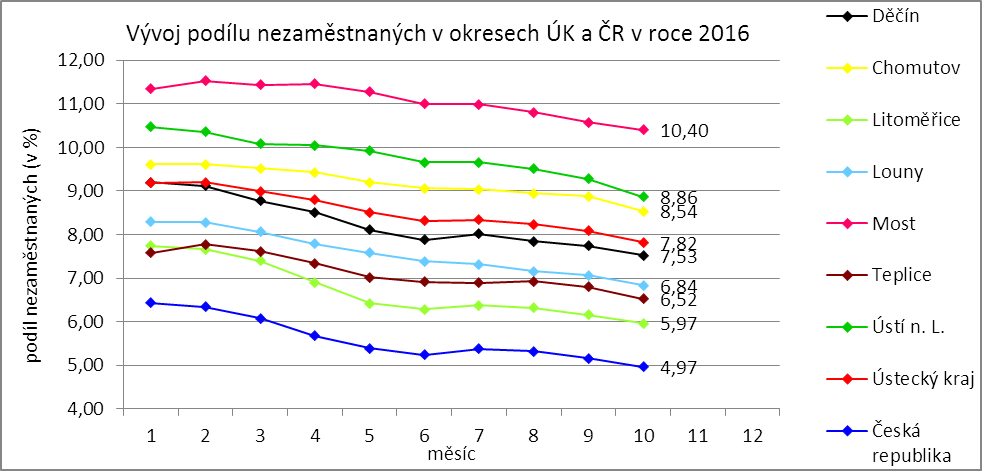 Vývoj podílu nezaměstnaných v okresech ÚK a ČR v roce 2016
podíl nezaměstnaných (v %)
12,00
11,00
10,00
9,00
8,00
7,00
6,00
5,00
4,00
10,40
8,86
8,54
7,82
7,53
6,84
6,52
5,97
4,97
1 2 3 4 5 6 7 8 9 10 11 12
měsíc
Děčín
Chomutov
Litoměřice
Louny
Most
Teplice
Ústí n. L.
Ústecký kraj
Česká
republika